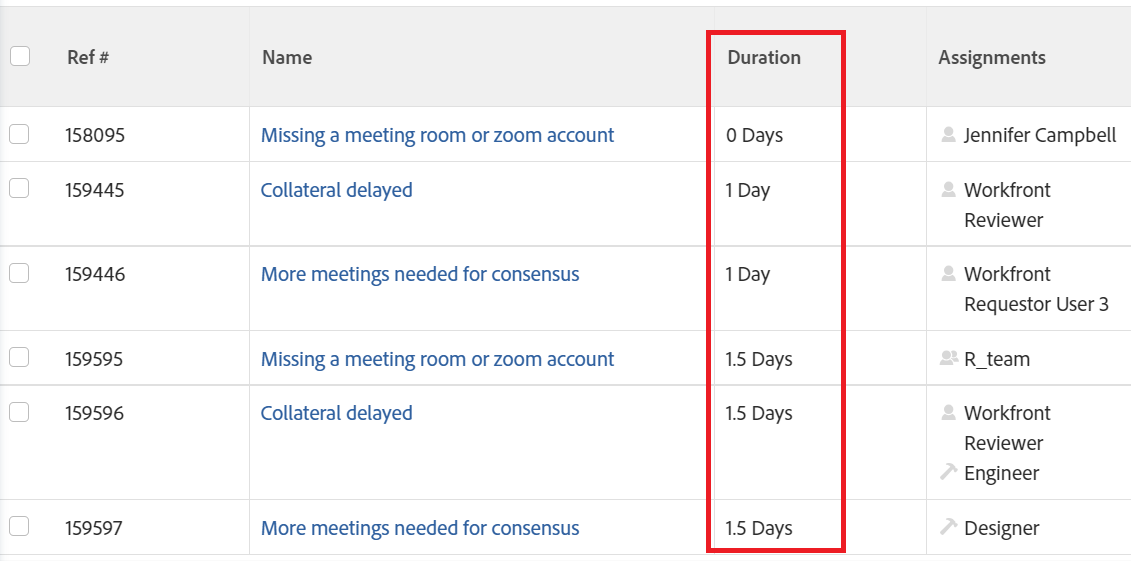 Ref # Name Duration Assignments
158095 Missing a meeting room or zoom account 0 Days Jennifer Campbell
159445 Collateral delayed 1 Day Workfront
Reviewer
159446 More meetings needed for consensus 1 Day Workfront
Requestor User 3
159595 Missing a meeting room or zoom account 1.5 Days R_team
159596 Collateral delayed 1.5 Days Workfront
Reviewer
Engineer
159597 More meetings needed for consensus 1.5 Days Designer